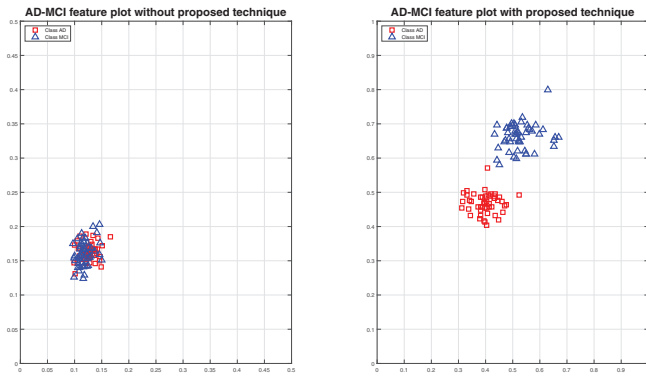 AD-MCI feature plot without proposed technique
Class AD
Class MCI
0.5
0.45
0.4
0.35
0.3
0.25
0.2
0.15
0.1
0.05
0
0 0.05 0.1 0.15 0.2 0.25 0.3 0.35 0.4 0.45 0.5
AD-MCI feature plot with proposed technique
Class AD
Class MCI
1
0.9
0.8
0.7
0.6
0.5
0.4
0.3
0.2
0.1
0
0 0.1 0.2 0.3 0.4 0.5 0.6 0.7 0.8 0.9